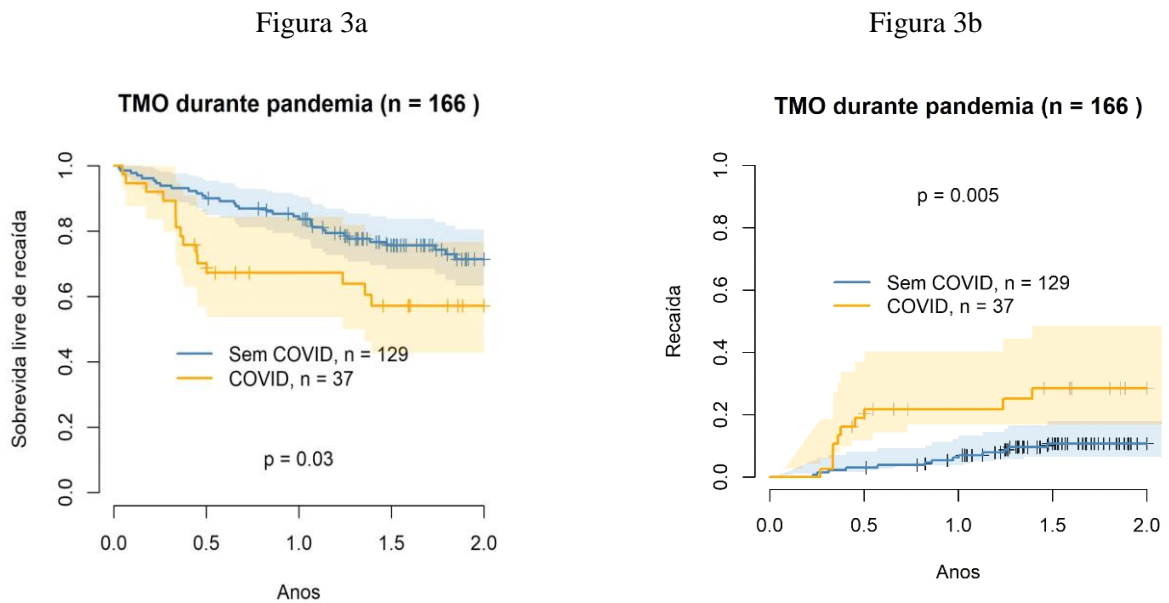 Figura 3a
TMO durante pandemia (n = 166 )
Sobrevida livre de recaída
1.0
0.8
0.6
0.4
0.2
0.0
Sem COVID, n = 129
COVID, n = 37
p = 0.03
0.0 0.5 1.0 1.5 2.0
Anos
Figura 3b
TMO durante pandemia (n = 166 )
Recaída
1.0
0.8
0.6
0.4
0.2
0.0
p = 0.005
Sem COVID, n = 129
COVID, n = 37
0.0 0.5 1.0 1.5 2.0
Anos